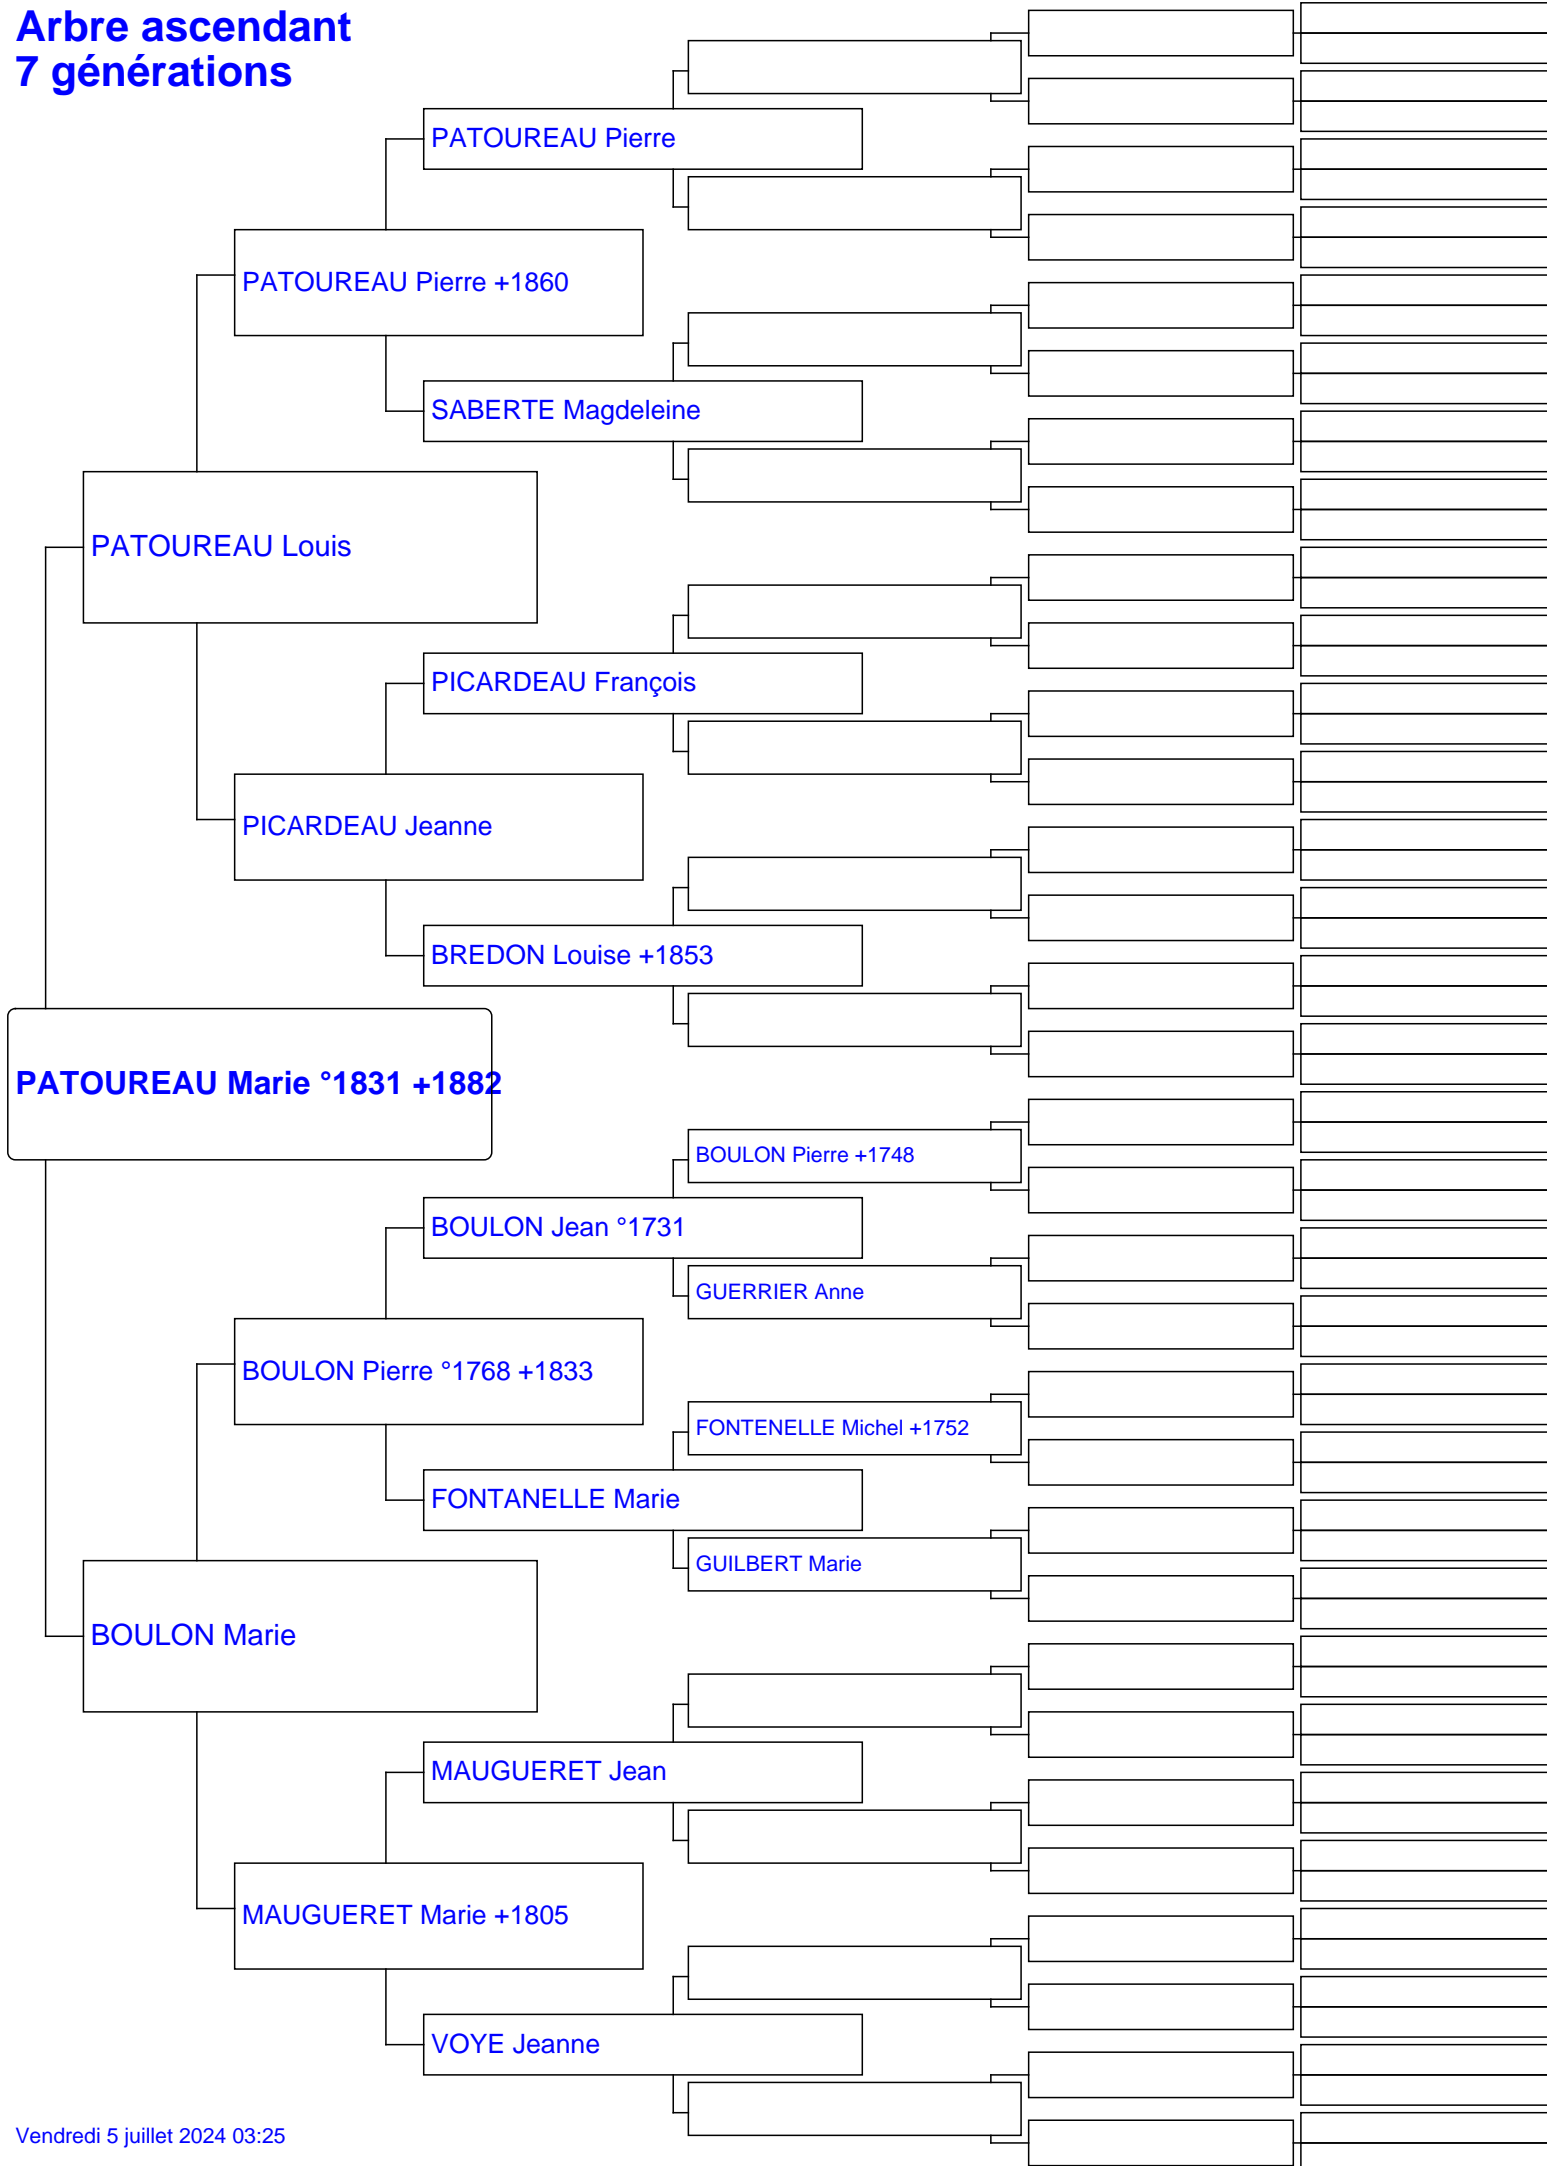 Arbre ascendant
7 générations
PATOUREAU Pierre
PATOUREAU Pierre +1860
SABERTE Magdeleine
PATOUREAU Louis
PICARDEAU François
PICARDEAU Jeanne
BREDON Louise +1853
PATOUREAU Marie °1831 +1882
BOULON Pierre +1748
BOULON Jean °1731
GUERRIER Anne
BOULON Pierre °1768 +1833
FONTENELLE Michel +1752
FONTANELLE Marie
GUILBERT Marie
BOULON Marie
MAUGUERET Jean
MAUGUERET Marie +1805
VOYE Jeanne
Vendredi 5 juillet 2024 03:25